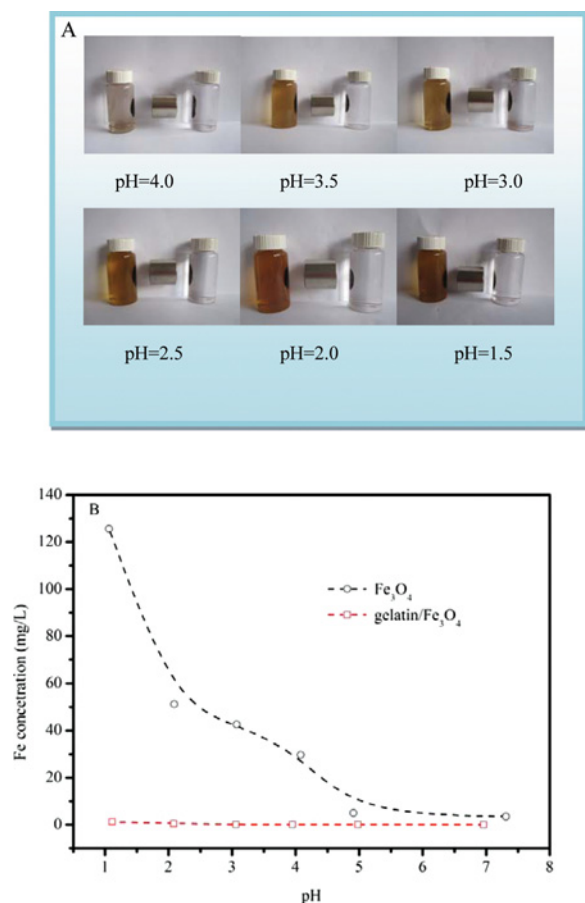 A
pH=4.0 pH=3.5 pH=3.0
pH=2.5 pH=2.0 pH=1.5
B
140
120
100
80
60
40
20
0
Fe concetration (mg/L)
Fe₃O₄
gelatin/Fe₃O₄
1 2 3 4 5 6 7 8
pH